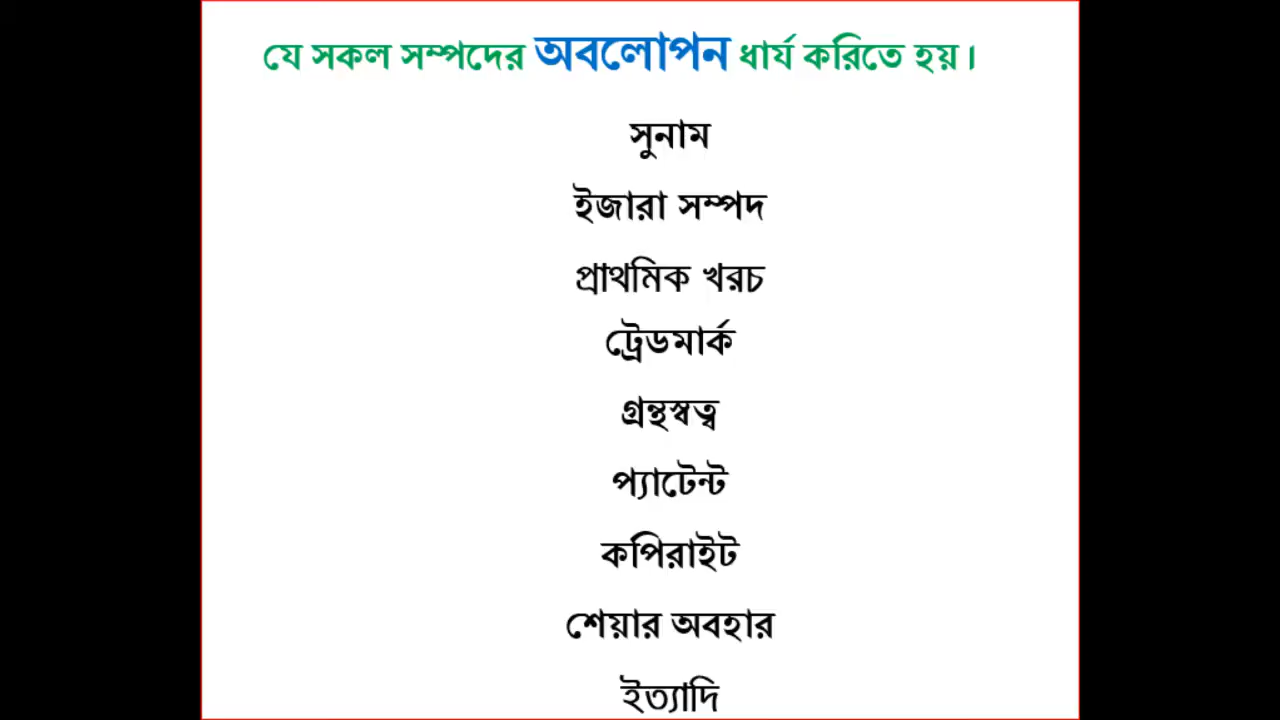 যে সকল সম্পদের অবলোপন ধার্য করিতে হয়।
সুনাম
ইজারা সম্পদ
প্রাথমিক খরচ
ট্রেডমার্ক
গ্রন্থস্বত্ব
প্যাটেন্ট
কপিরাইট
শেয়ার অবহার
ইত্যাদি